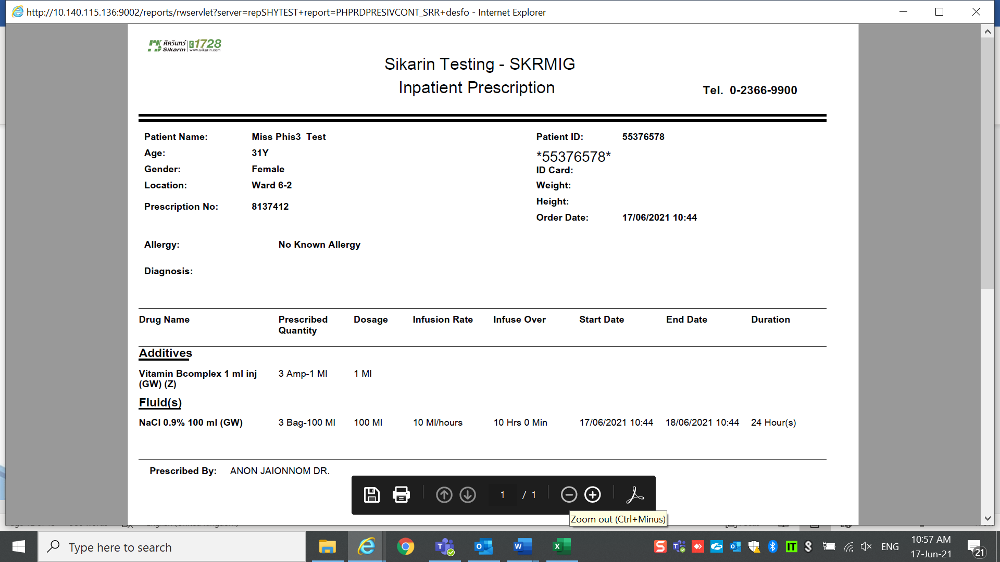 http://10.140.115.136:9002/reports/rwservlet?server=repSHYTEST+report=PHPRDPRESIVCONT_SRR+desfo - Internet Explorer
ศิครินทร์ 1728
Sikarin www.sikarin.com
Sikarin Testing - SKRMIG
Inpatient Prescription
Tel. 0-2366-9900
Patient Name: Miss Phis3 Test Patient ID: 55376578
Age: 31Y *55376578*
Gender: Female ID Card:
Location: Ward 6-2 Weight:
Height:
Prescription No: 8137412
Order Date: 17/06/2021 10:44
Allergy: No Known Allergy
Diagnosis:
Drug Name Prescribed Dosage Infusion Rate Infuse Over Start Date End Date Duration
Quantity
Additives
Vitamin Bcomplex 1 ml inj 3 Amp-1 Ml 1 Ml
(GW) (Z)
Fluid(s)
NaCl 0.9% 100 ml (GW) 3 Bag-100 Ml 100 Ml 10 Ml/hours 10 Hrs 0 Min 17/06/2021 10:44 18/06/2021 10:44 24 Hour(s)
Prescribed By: ANON JAIONNOM DR.
1 / 1
Zoom out (Ctrl+Minus)
Type here to search
ENG
10:57 AM
17-Jun-21
21